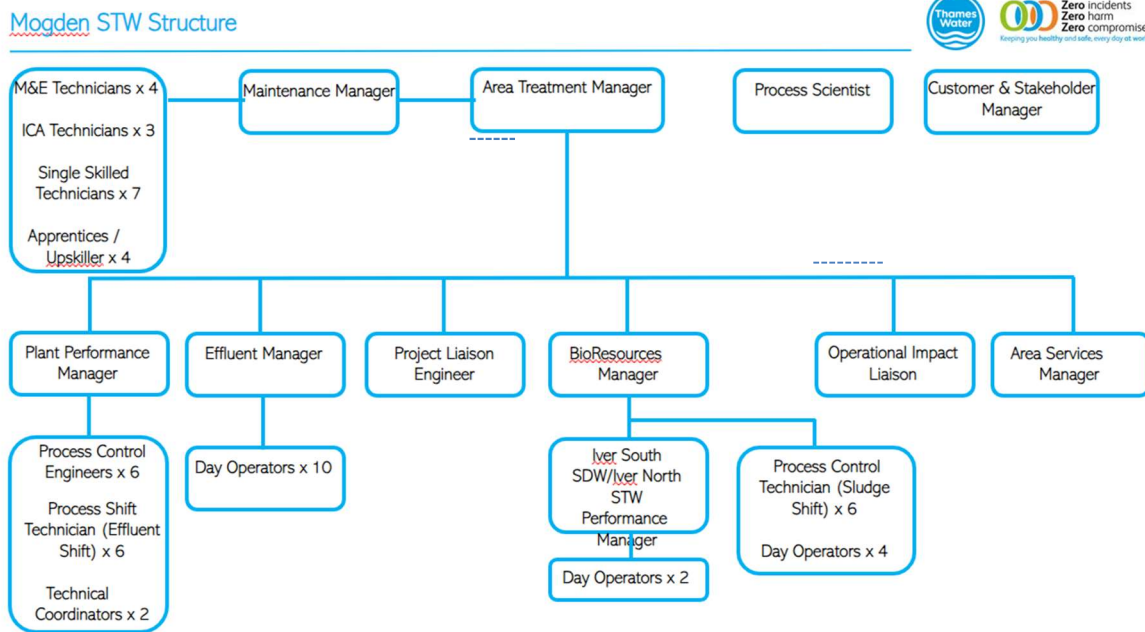 Mogden STW Structure
Thames
Water
Zero incidents
Zero harm
Zero compromise
Keeping you healthy and safe, every day at work
M&E Technicians x 4
ICA Technicians x 3
Single Skilled
Technicians x 7
Apprentices /
Upskiller x 4
Maintenance Manager
Area Treatment Manager
Process Scientist
Customer & Stakeholder
Manager
Plant Performance
Manager
Effluent Manager
Project Liaison
Engineer
BioResources
Manager
Operational Impact
Liaison
Area Services
Manager
Process Control
Engineers x 6
Process Shift
Technician (Effluent
Shift) x 6
Technical
Coordinators x 2
Day Operators x 10
Iver South
SDW/Iver North
STW
Performance
Manager
Day Operators x 2
Process Control
Technician (Sludge
Shift) x 6
Day Operators x 4